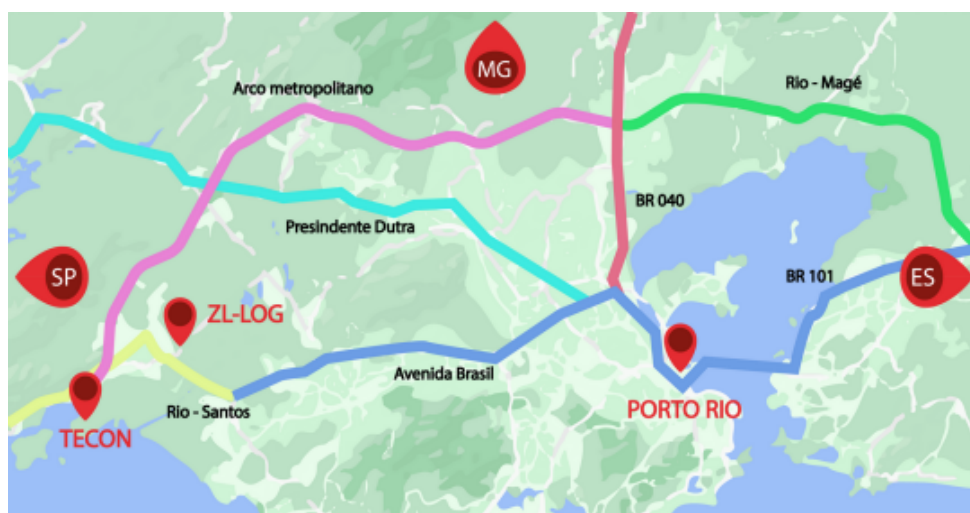 MG
Arco metropolitano
Rio - Magé
BR 040
Presindente Dutra
SP
BR 101
ES
ZL-LOG
Avenida Brasil
Rio - Santos
PORTO RIO
TECON